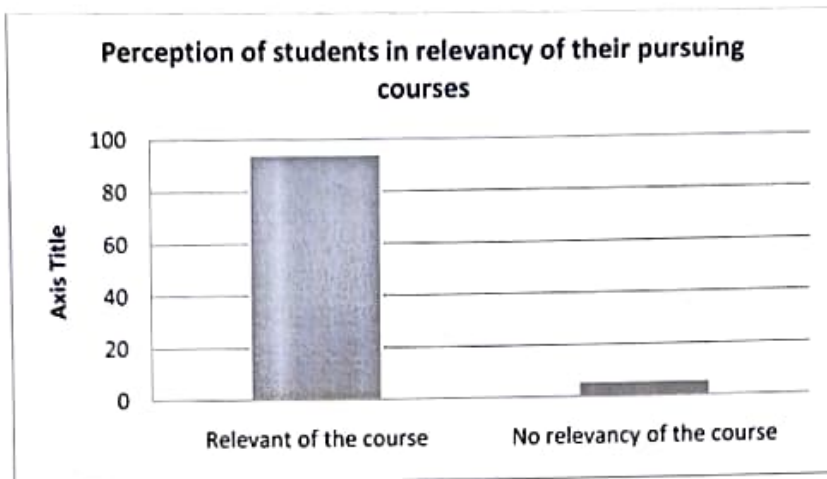 Perception of students in relevancy of their pursuing
courses
100
80
60
40
20
0
Axis Title
Relevant of the course
No relevancy of the course